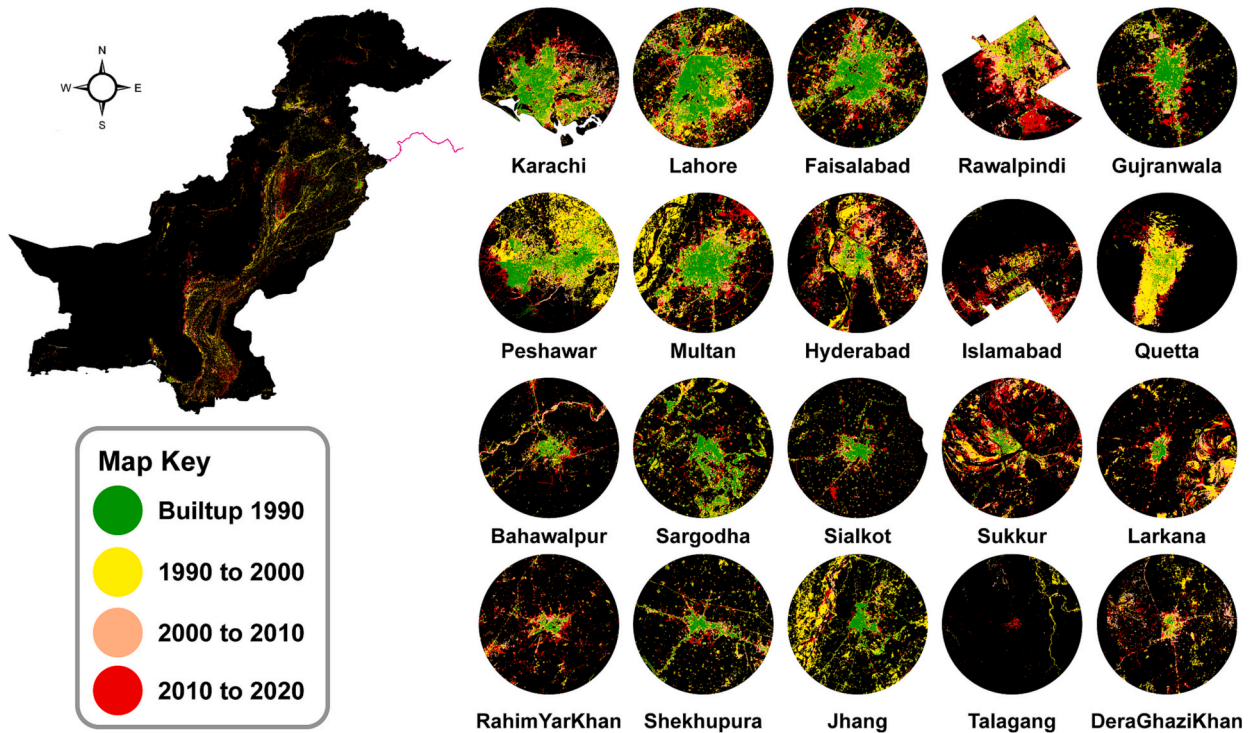 N
W E
S
Karachi Lahore Faisalabad Rawalpindi Gujranwala
Peshawar Multan Hyderabad Islamabad Quetta
Bahawalpur Sargodha Sialkot Sukkur Larkana
RahimYarKhan Shekhupura Jhang Talagang DeraGhaziKhan
Map Key
Builtup 1990
1990 to 2000
2000 to 2010
2010 to 2020